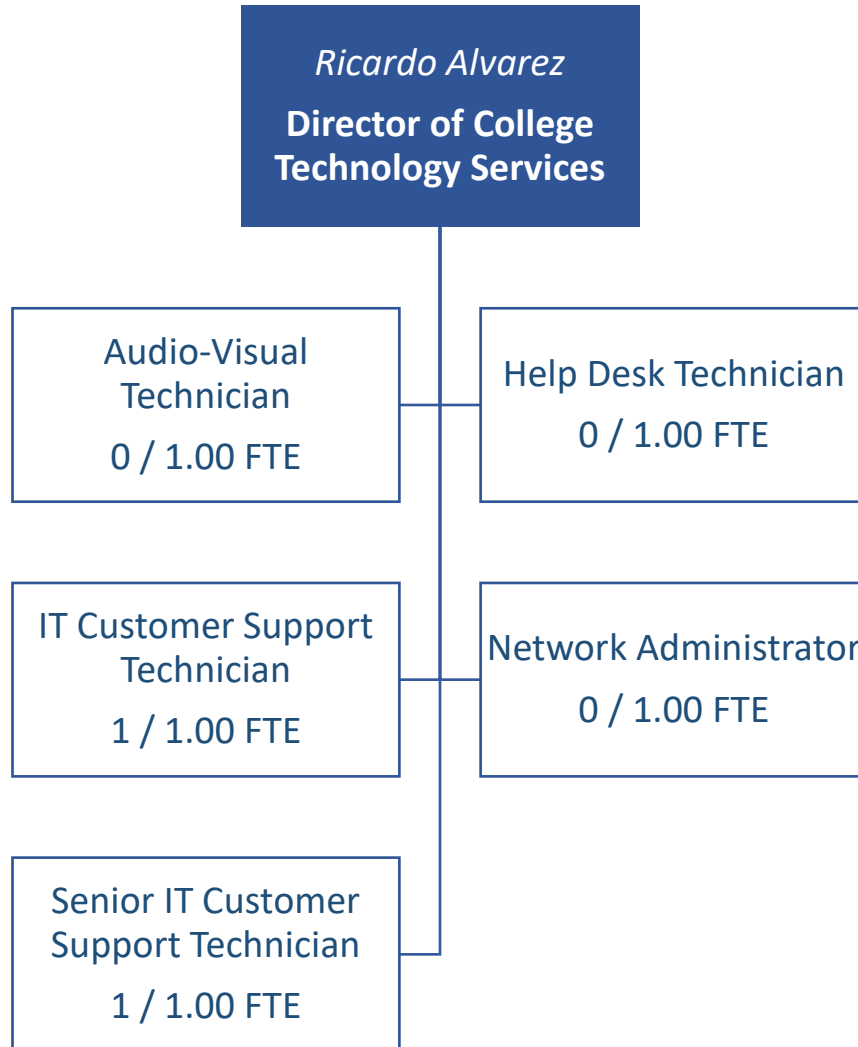 Ricardo Alvarez
Director of College
Technology Services
Audio-Visual
Technician
0 / 1.00 FTE
Help Desk Technician
0 / 1.00 FTE
IT Customer Support
Technician
1 / 1.00 FTE
Network Administrator
0 / 1.00 FTE
Senior IT Customer
Support Technician
1 / 1.00 FTE